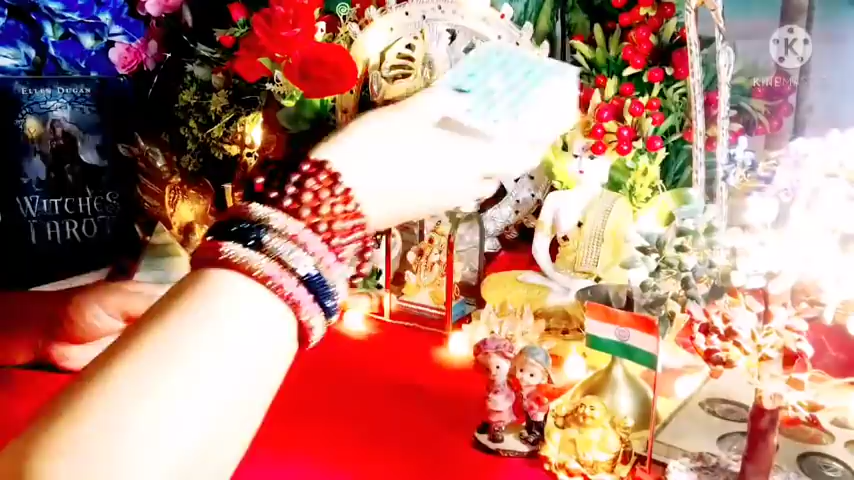 ELLEN DUGAN
WITCHES
TAROT
K
KINEMASTER